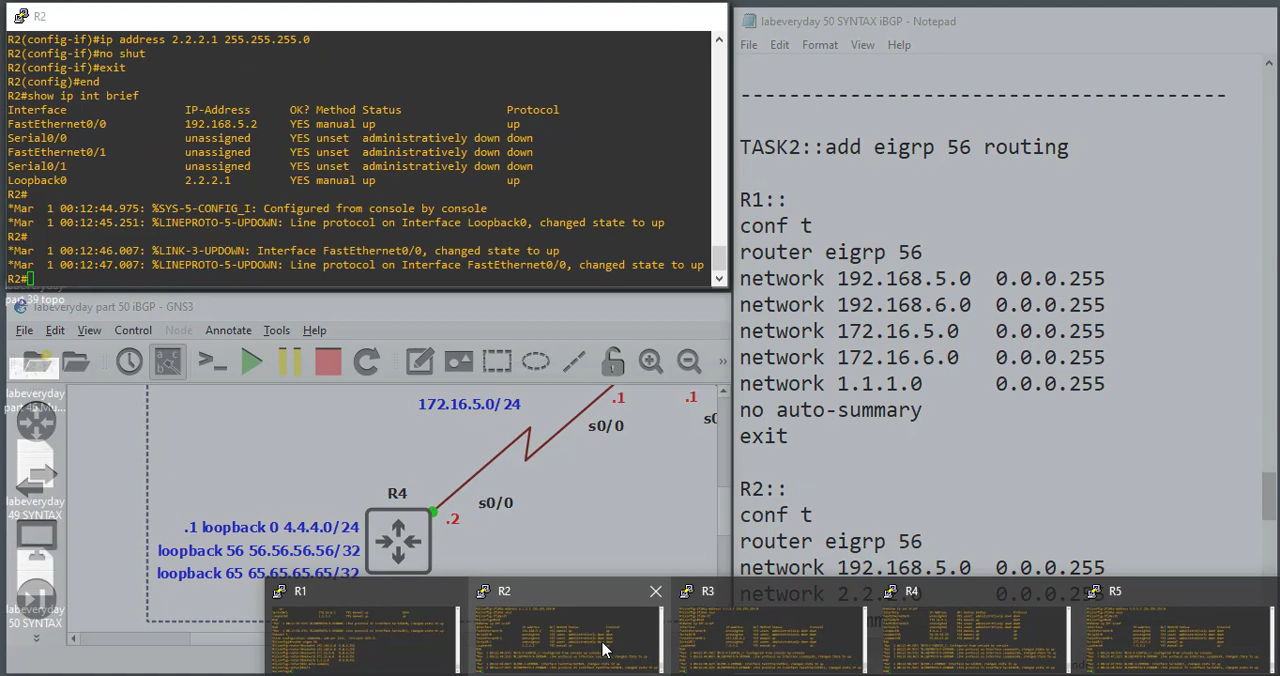 R2
R2(config-if)#ip address 2.2.2.1 255.255.255.0
R2(config-if)#no shut
R2(config-if)#exit
R2(config)#end
R2#show ip int brief
Interface IP-Address OK? Method Status Protocol
FastEthernet0/0 192.168.5.2 YES manual up up
Serial0/0 unassigned YES unset administratively down down
FastEthernet0/1 unassigned YES unset administratively down down
Serial0/1 unassigned YES unset administratively down down
Loopback0 2.2.2.1 YES manual up up
R2#
*Mar 1 00:12:44.975: %SYS-5-CONFIG_I: Configured from console by console
*Mar 1 00:12:45.251: %LINEPROTO-5-UPDOWN: Line protocol on Interface Loopback0, changed state to up
R2#
*Mar 1 00:12:46.007: %LINK-3-UPDOWN: Interface FastEthernet0/0, changed state to up
*Mar 1 00:12:47.007: %LINEPROTO-5-UPDOWN: Line protocol on Interface FastEthernet0/0, changed state to up
R2#
part 39 topo
labeveryday part 50 iBGP - GNS3
File Edit View Control Node Annotate Tools Help
labeveryday
part 46
labeveryday
49 SYNTAX
labeveryday
50 SYNTAX
172.16.5.0/24
.1
.1
s0/0
R4
s0/0
.2
.1 loopback 0 4.4.4.0/24
loopback 56 56.56.56.56/32
loopback 65 65.65.65.65/32
R1
R2
R3
R4
R5
labeveryday 50 SYNTAX iBGP - Notepad
File Edit Format View Help
----------------------------------------
TASK2::add eigrp 56 routing
R1::
conf t
router eigrp 56
network 192.168.5.0 0.0.0.255
network 192.168.6.0 0.0.0.255
network 172.16.5.0 0.0.0.255
network 172.16.6.0 0.0.0.255
network 1.1.1.0 0.0.0.255
no auto-summary
exit
R2::
conf t
router eigrp 56
network 192.168.5.0 0.0.0.255